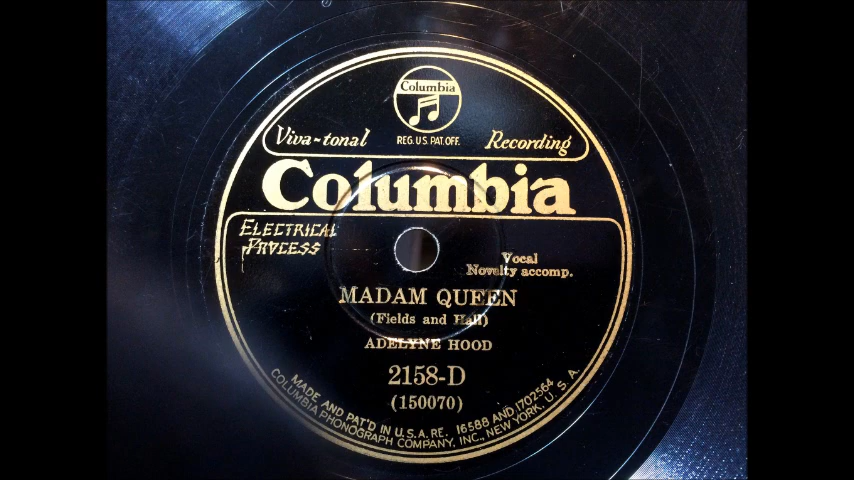 Columbia
Viva-tonal REG. U.S. PAT. OFF. Recording
Columbia
ELECTRICAL
PROCESS
Vocal
Novelty accomp.
MADAM QUEEN
(Fields and Hall)
ADELYNE HOOD
2158-D
(150070)
MADE AND PAT'D IN U.S.A. RE. 16588 AND 1702564
COLUMBIA PHONOGRAPH COMPANY, INC., NEW YORK, U. S. A.